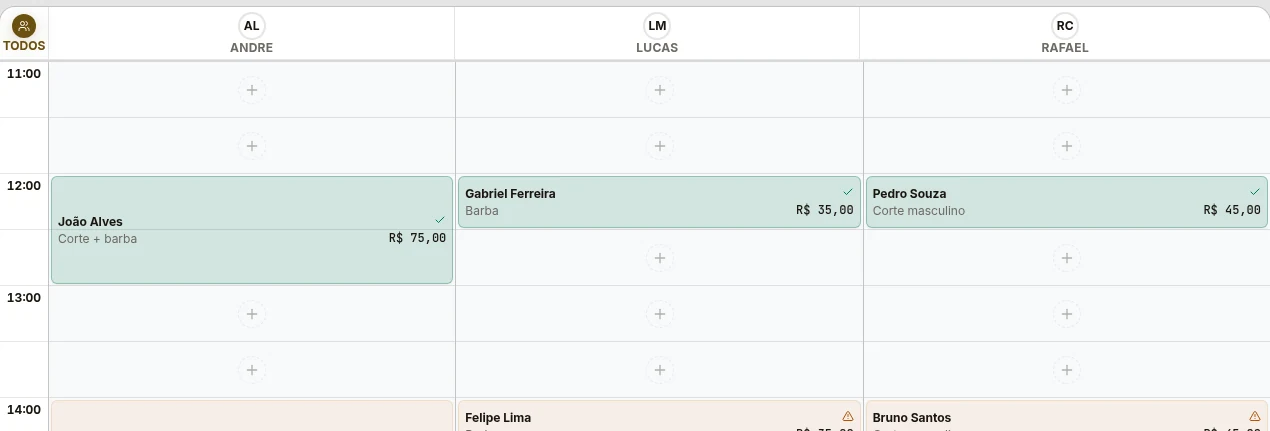 TODOS
AL
ANDRE
LM
LUCAS
RC
RAFAEL
11:00
12:00
João Alves
Corte + barba
R$ 75,00
Gabriel Ferreira
Barba
R$ 35,00
Pedro Souza
Corte masculino
R$ 45,00
13:00
14:00
Felipe Lima
Bruno Santos